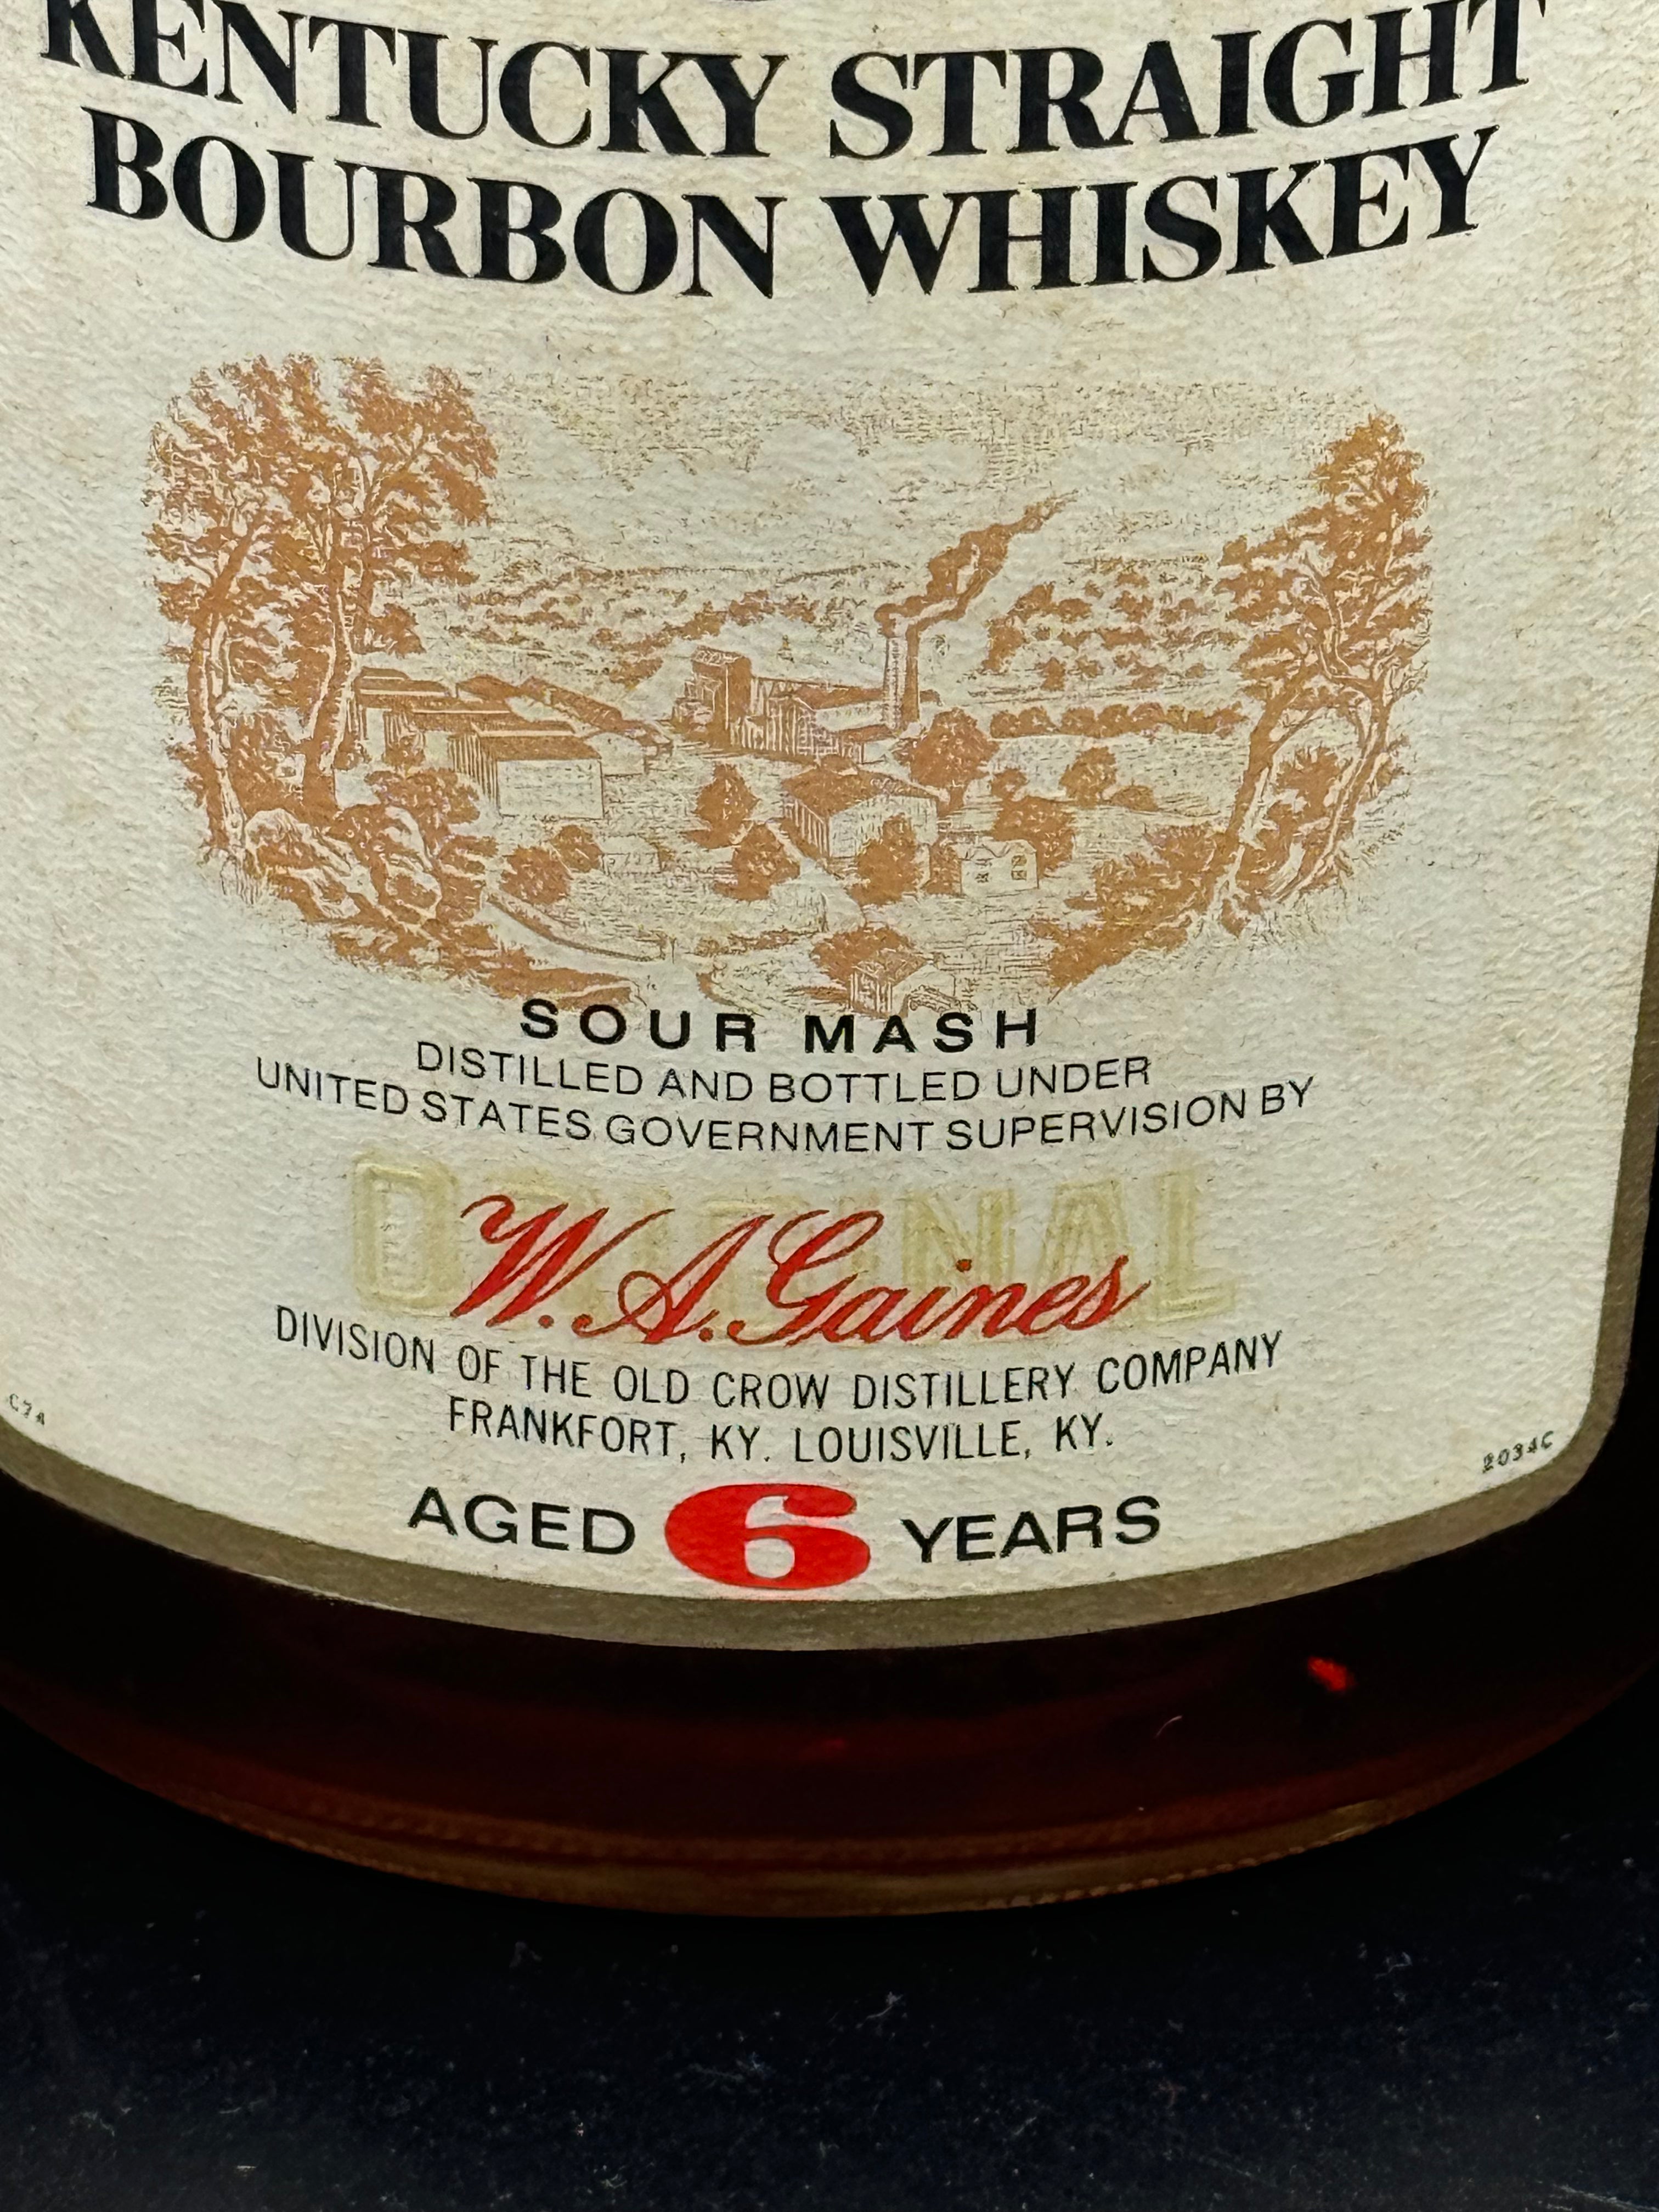 KENTUCKY STRAIGHT
BOURBON WHISKEY
SOUR MASH
DISTILLED AND BOTTLED UNDER
UNITED STATES GOVERNMENT SUPERVISION BY
ORIGINAL
W. A. Gaines
DIVISION OF THE OLD CROW DISTILLERY COMPANY
FRANKFORT, KY. LOUISVILLE, KY.
2034C
AGED 6 YEARS